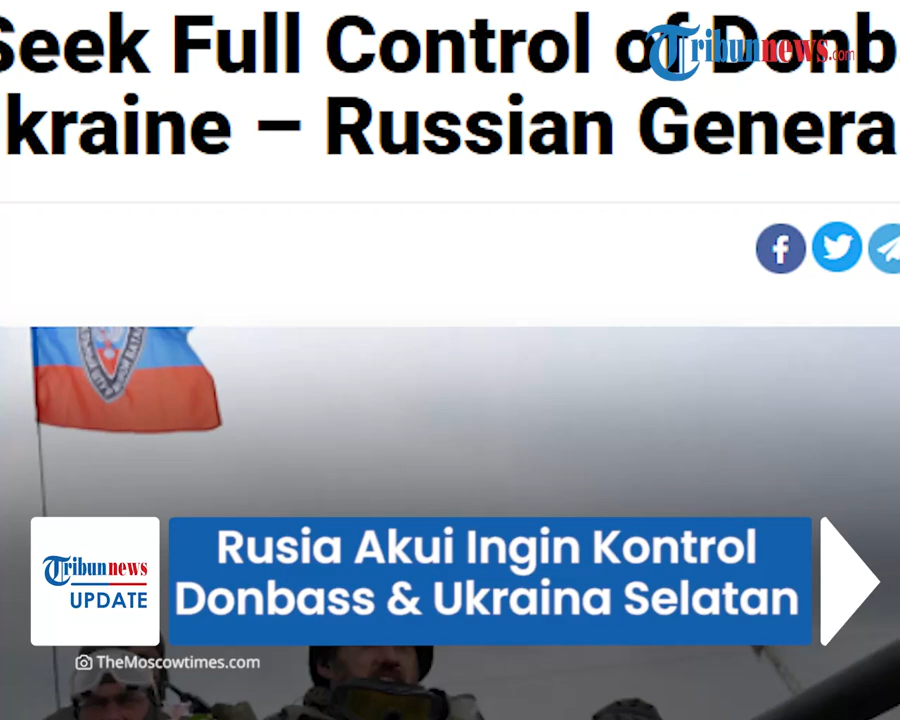 Seek Full Control of Donb
kraine – Russian Genera
Tribunnews.com
Rusia Akui Ingin Kontrol
Donbass & Ukraina Selatan
Tribunnews
UPDATE
TheMoscowtimes.com